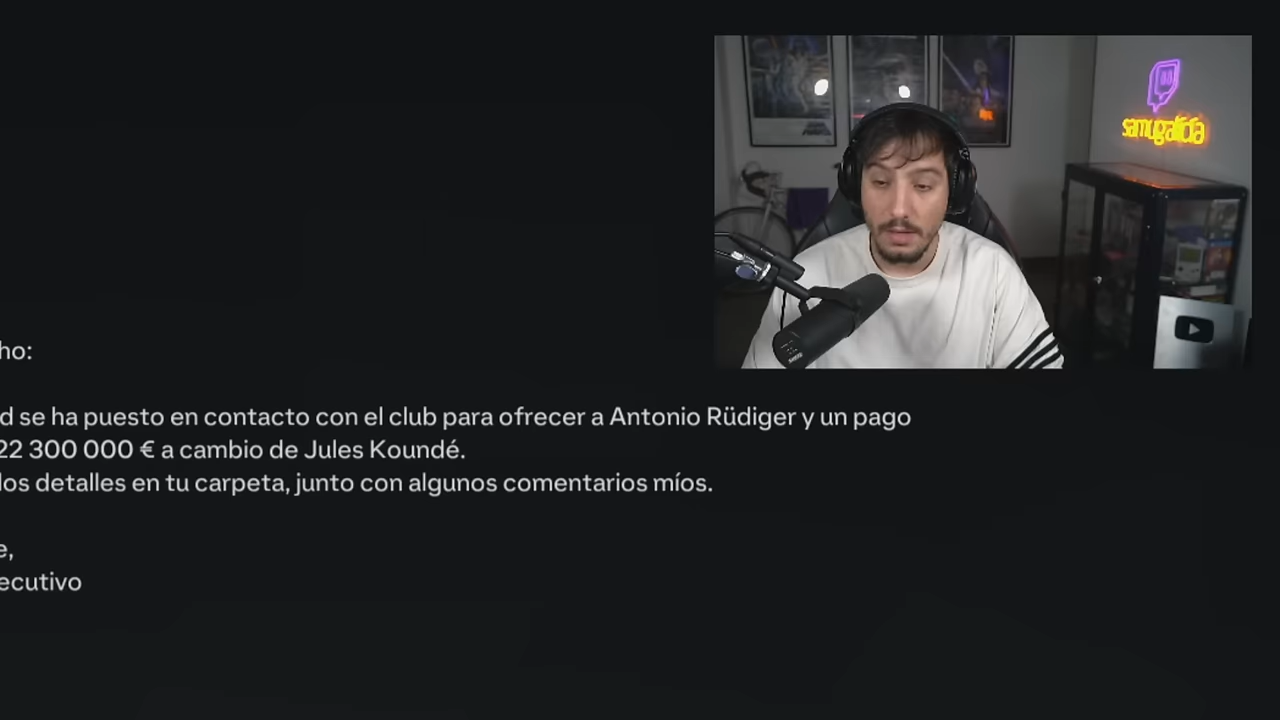 samugalida
ho:
d se ha puesto en contacto con el club para ofrecer a Antonio Rüdiger y un pago
22 300 000 € a cambio de Jules Koundé.
los detalles en tu carpeta, junto con algunos comentarios míos.
e,
ecutivo